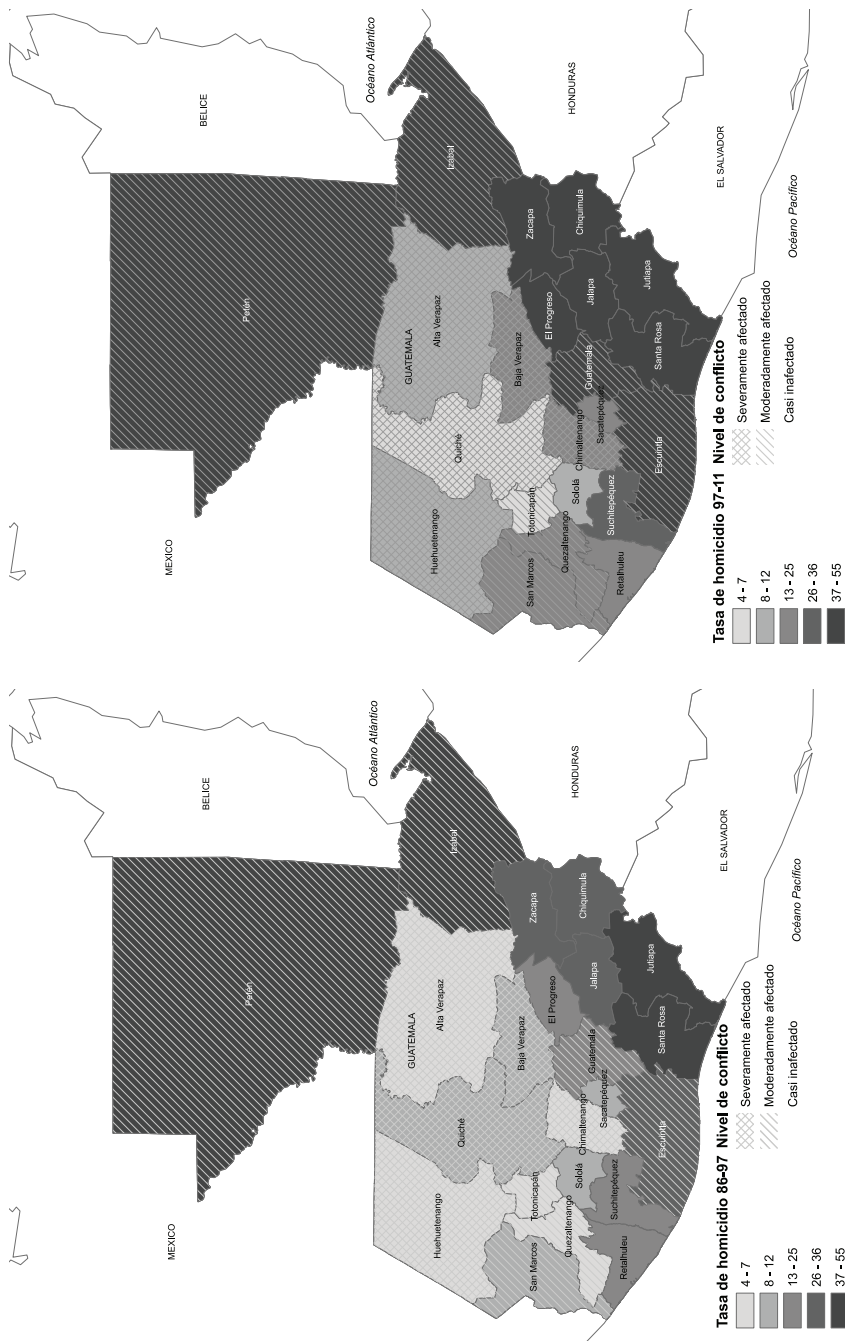 BELICE
Océano Atlántico
Petén
MEXICO
Izabal
HONDURAS
GUATEMALA
Alta Verapaz
Huehuetenango
Quiché
Baja Verapaz
Zacapa
El Progreso
Chiquimula
San Marcos
Totonicapán
Quezaltenango
Sololá
Chimaltenango
Guatemala
Jalapa
Sacatepéquez
Retalhuleu
Suchitepéquez
Escuintla
Santa Rosa
Jutiapa
EL SALVADOR
Océano Pacífico
Tasa de homicidio 86-97 Nivel de conflicto
4 - 7
8 - 12
13 - 25
26 - 36
37 - 55
Severamente afectado
Moderadamente afectado
Casi inafectado
BELICE
Océano Atlántico
Petén
MEXICO
Izabal
HONDURAS
GUATEMALA
Alta Verapaz
Huehuetenango
Quiché
Baja Verapaz
Zacapa
El Progreso
Chiquimula
San Marcos
Totonicapán
Quezaltenango
Sololá
Chimaltenango
Guatemala
Jalapa
Sacatepéquez
Retalhuleu
Suchitepéquez
Escuintla
Santa Rosa
Jutiapa
EL SALVADOR
Océano Pacífico
Tasa de homicidio 97-11 Nivel de conflicto
4 - 7
8 - 12
13 - 25
26 - 36
37 - 55
Severamente afectado
Moderadamente afectado
Casi inafectado